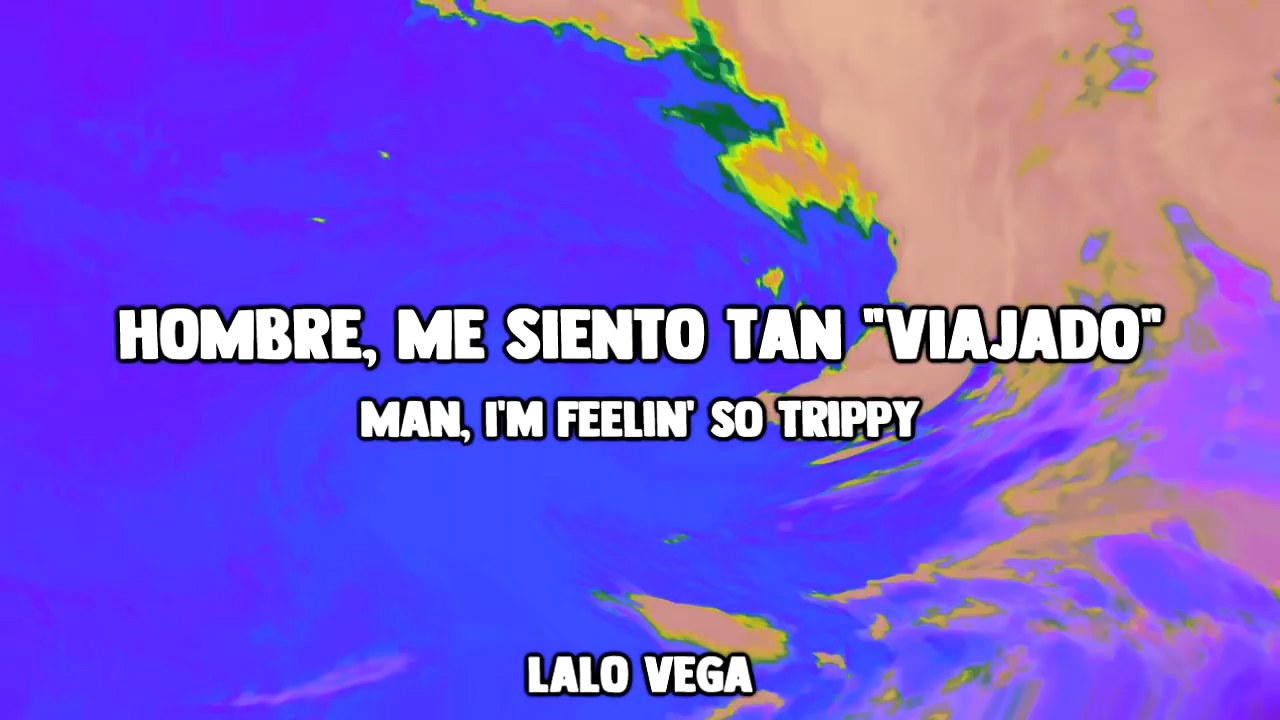 HOMBRE, ME SIENTO TAN "VIAJADO"
MAN, I'M FEELIN' SO TRIPPY
LALO VEGA